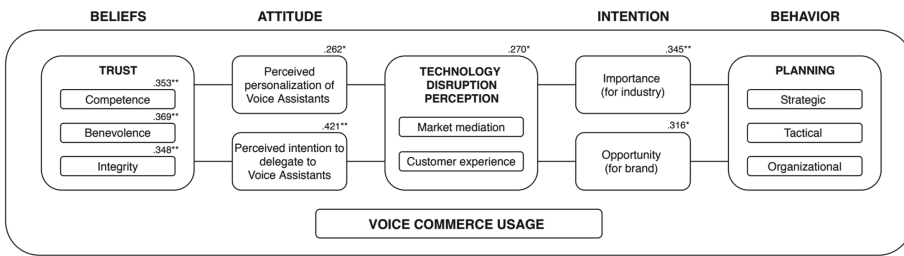 BELIEFS
ATTITUDE
INTENTION
BEHAVIOR
TRUST
.353**
Competence
.369**
Benevolence
.348**
Integrity
.262*
Perceived
personalization of
Voice Assistants
.421**
Perceived intention to
delegate to
Voice Assistants
.270*
TECHNOLOGY
DISRUPTION
PERCEPTION
Market mediation
Customer experience
.345**
Importance
(for industry)
.316*
Opportunity
(for brand)
PLANNING
Strategic
Tactical
Organizational
VOICE COMMERCE USAGE